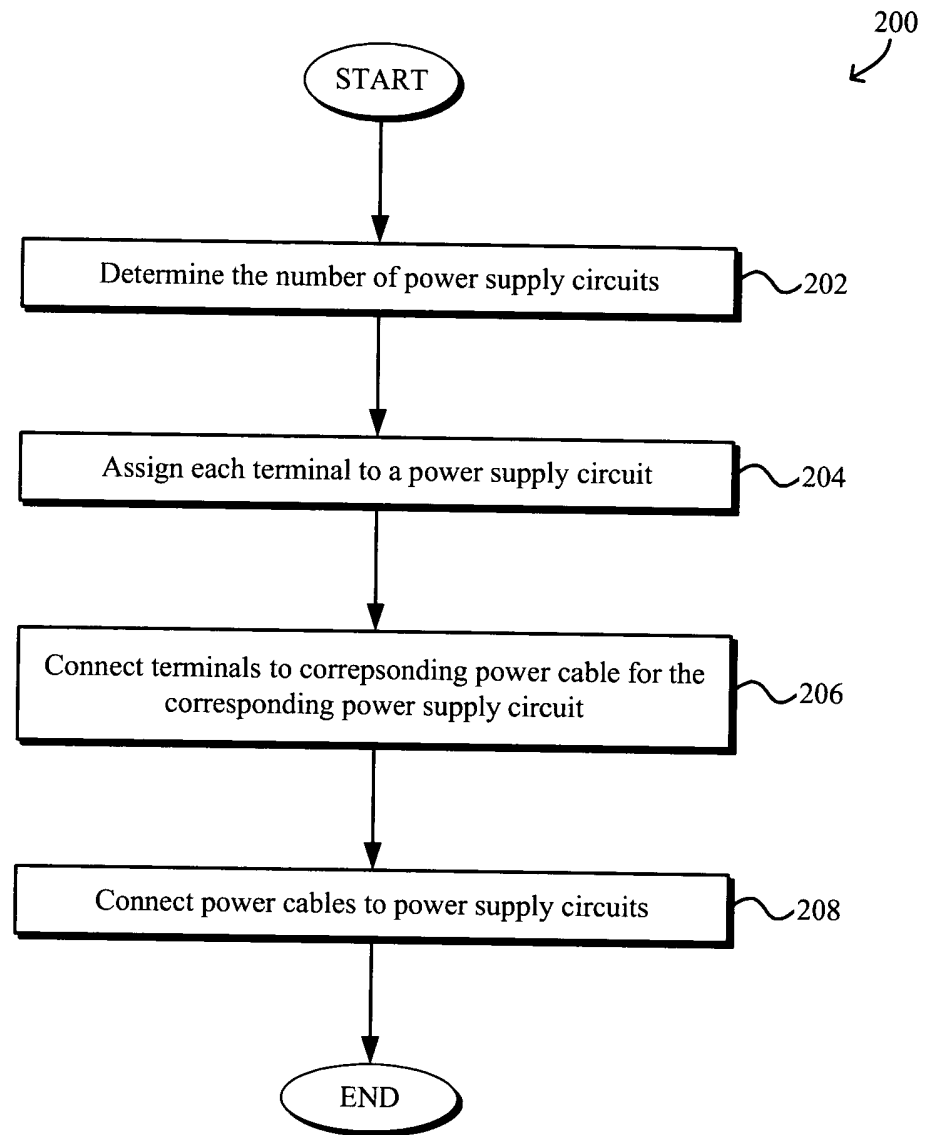 200
START
Determine the number of power supply circuits
202
Assign each terminal to a power supply circuit
204
Connect terminals to correpsonding power cable for the
corresponding power supply circuit
206
Connect power cables to power supply circuits
208
END